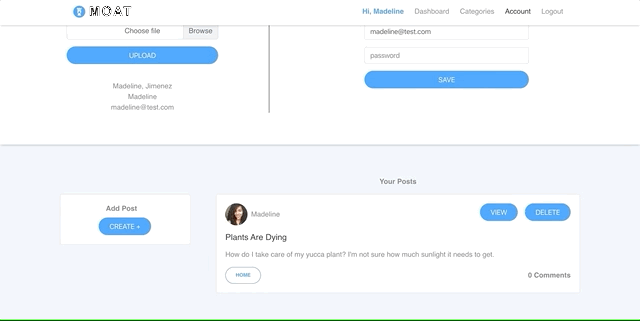 MOAT
Hi, Madeline Dashboard Categories Account Logout
Choose file Browse
UPLOAD
Madeline, Jimenez
Madeline
madeline@test.com
madeline@test.com
password
SAVE
Your Posts
Add Post
CREATE +
Madeline
VIEW DELETE
Plants Are Dying
How do I take care of my yucca plant? I'm not sure how much sunlight it needs to get.
HOME
0 Comments